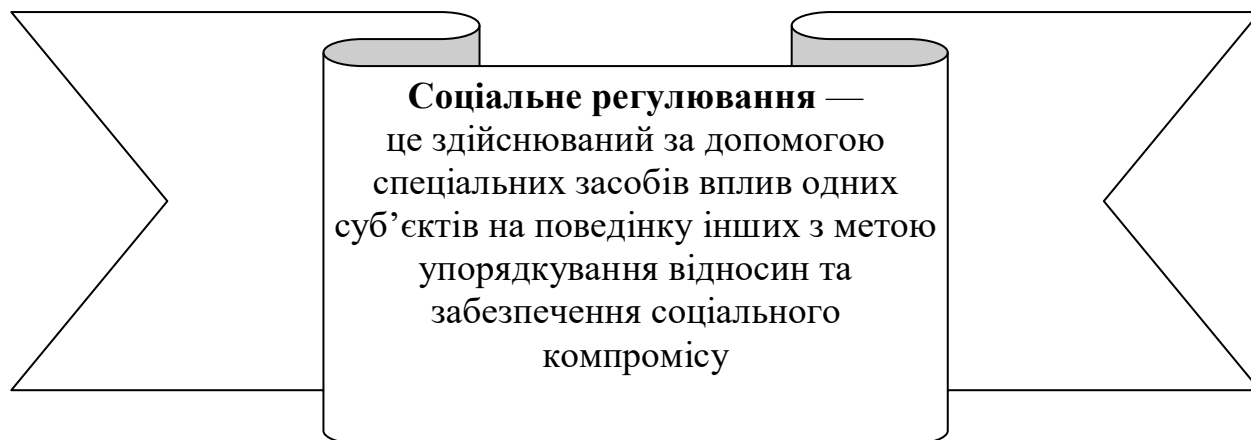 Соціальне регулювання —
це здійснюваний за допомогою
спеціальних засобів вплив одних
суб’єктів на поведінку інших з метою
упорядкування відносин та
забезпечення соціального
компромісу